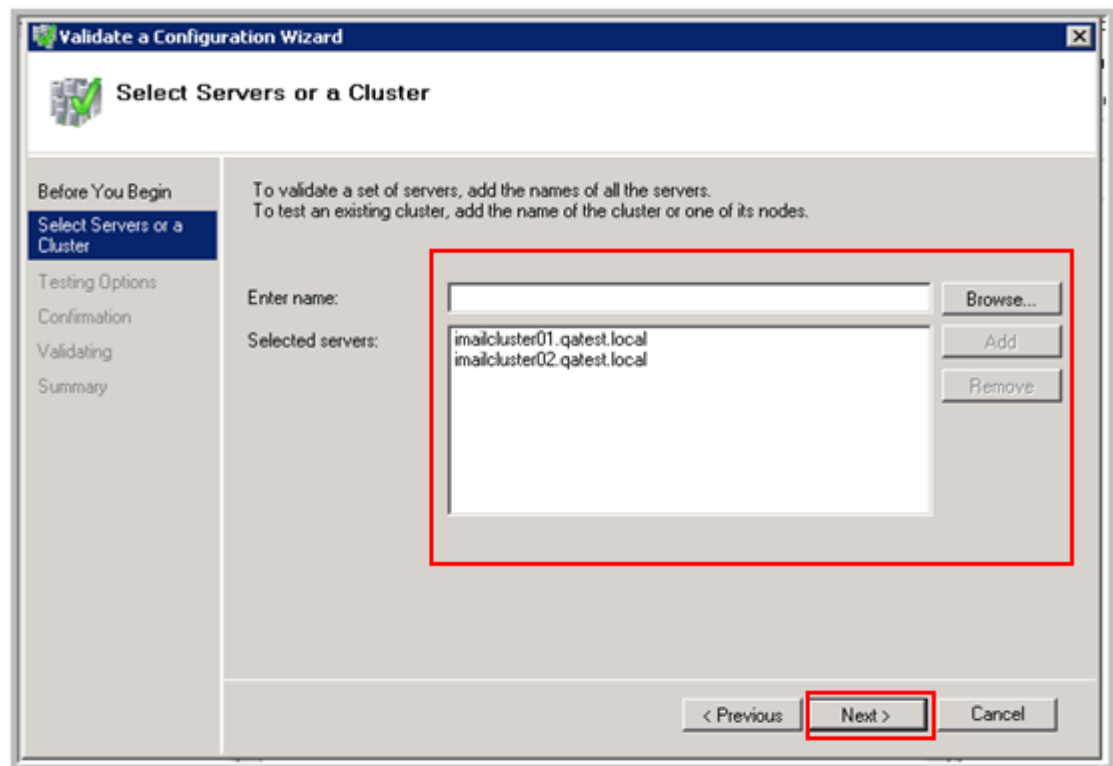 Validate a Configuration Wizard
Select Servers or a Cluster
Before You Begin
Select Servers or a
Cluster
Testing Options
Confirmation
Validating
Summary
To validate a set of servers, add the names of all the servers.
To test an existing cluster, add the name of the cluster or one of its nodes.
Enter name:
Browse...
Selected servers:
imailcluster01.qatest.local
imailcluster02.qatest.local
Add
Remove
< Previous
Next >
Cancel